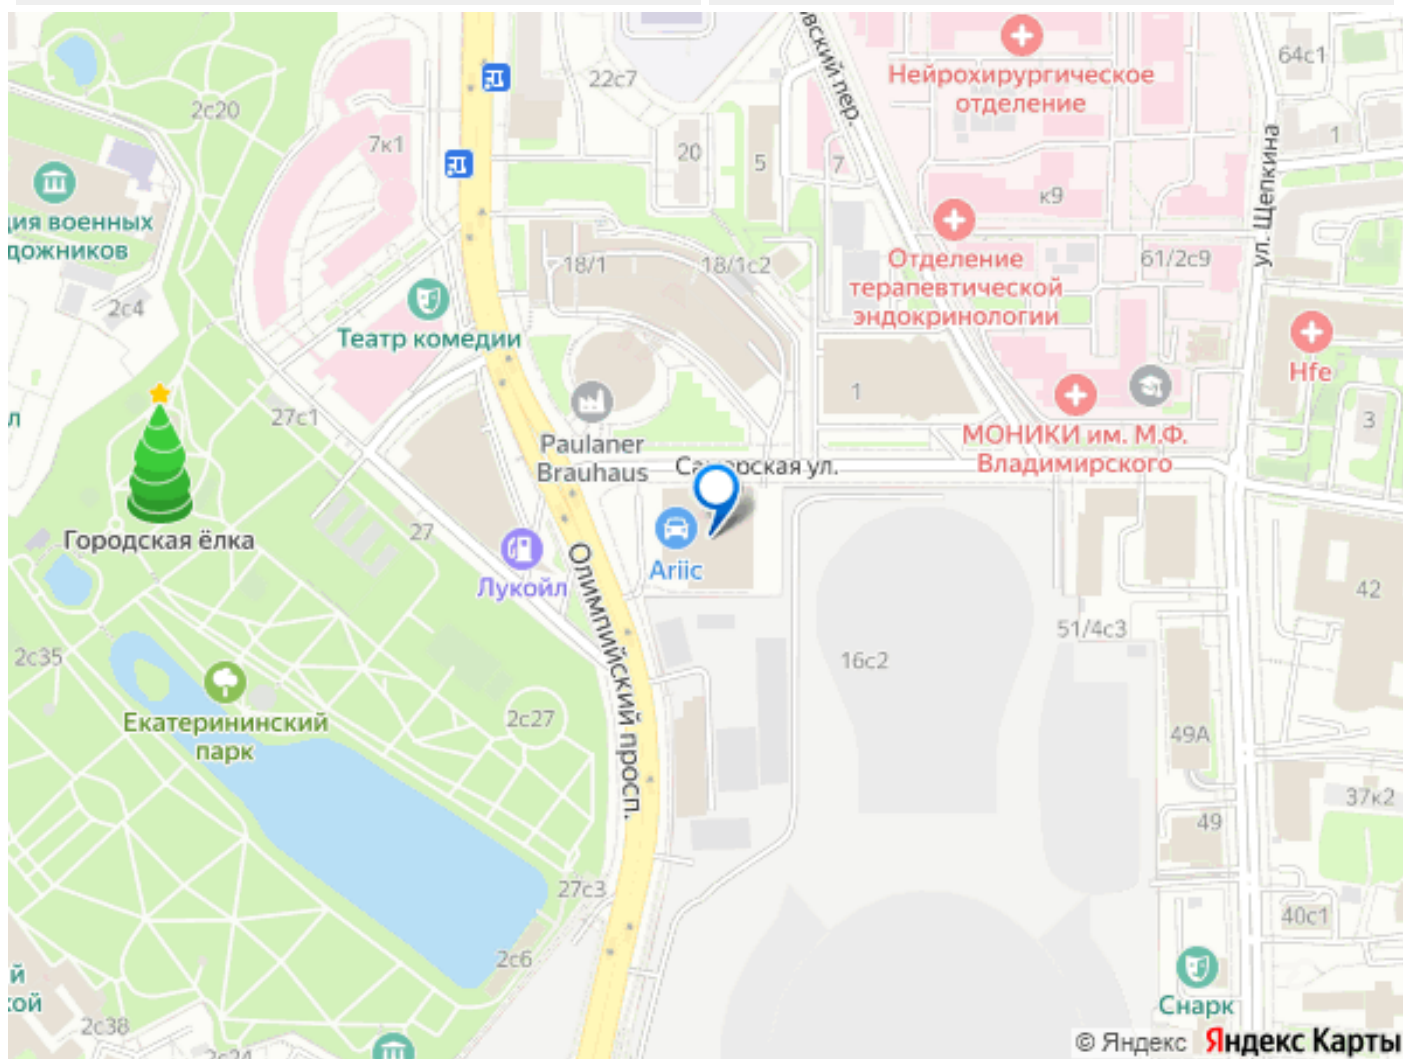 64с1
Нейрохирургическое
отделение
22с7
вский пер.
2с20
7к1
20
5
7
1
ул. Щепкина
к9
ия военных
дожников
18/1
18/1с2
Отделение
терапевтической
эндокринологии
61/2с9
2с4
Театр комедии
Hfe
1
3
27с1
л
Paulaner
Brauhaus
МОНИКИ им. М.Ф.
Владимирского
Городская ёлка
27
Лукойл
Ariic
Олимпийский просп.
42
51/4с3
2с35
16с2
Екатерининский
парк
2с27
49А
37к2
49
27с3
40с1
2с6
й
кой
2с38
Снарк
© Яндекс Яндекс Карты